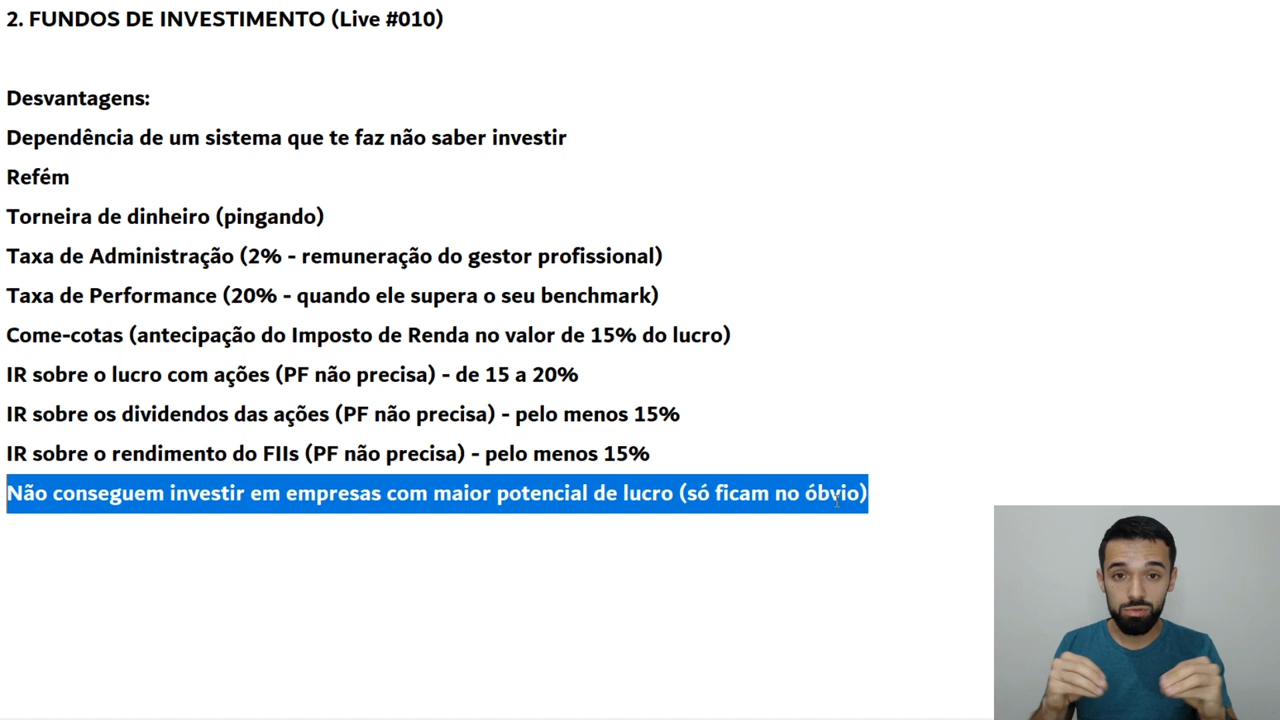 2. FUNDOS DE INVESTIMENTO (Live #010)
Desvantagens:
Dependência de um sistema que te faz não saber investir
Refém
Torneira de dinheiro (pingando)
Taxa de Administração (2% - remuneração do gestor profissional)
Taxa de Performance (20% - quando ele supera o seu benchmark)
Come-cotas (antecipação do Imposto de Renda no valor de 15% do lucro)
IR sobre o lucro com ações (PF não precisa) - de 15 a 20%
IR sobre os dividendos das ações (PF não precisa) - pelo menos 15%
IR sobre o rendimento do FIIs (PF não precisa) - pelo menos 15%
Não conseguem investir em empresas com maior potencial de lucro (só ficam no óbvio)